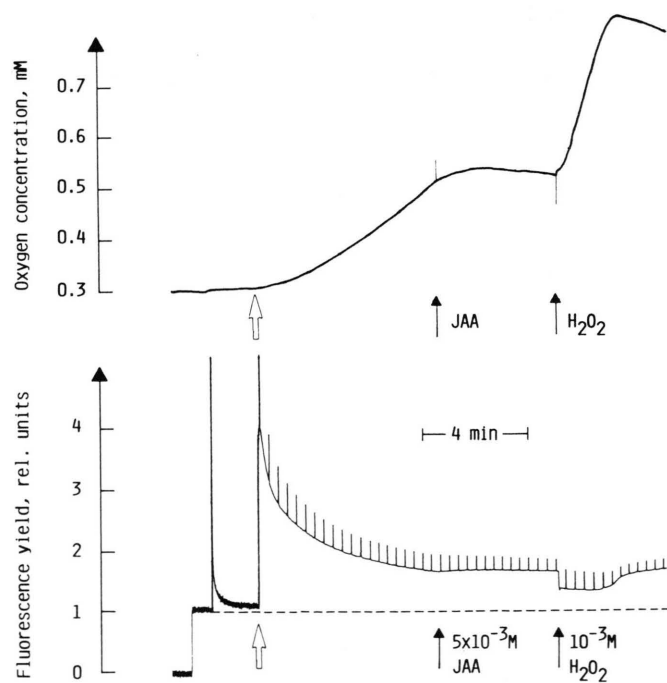 Oxygen concentration, mM
0.7
0.6
0.5
0.4
0.3
JAA
H2O2
Fluorescence yield, rel. units
4
3
2
1
0
4 min
5x10-3M
JAA
10-3M
H2O2